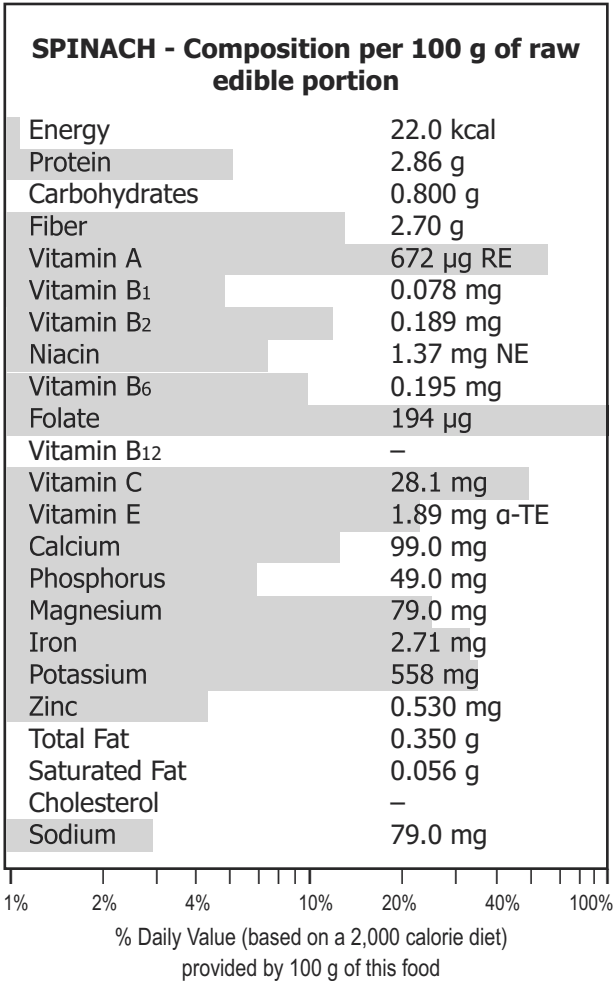 SPINACH - Composition per 100 g of raw
edible portion
Energy 22.0 kcal
Protein 2.86 g
Carbohydrates 0.800 g
Fiber 2.70 g
Vitamin A 672 µg RE
Vitamin B1 0.078 mg
Vitamin B2 0.189 mg
Niacin 1.37 mg NE
Vitamin B6 0.195 mg
Folate 194 µg
Vitamin B12 –
Vitamin C 28.1 mg
Vitamin E 1.89 mg α-TE
Calcium 99.0 mg
Phosphorus 49.0 mg
Magnesium 79.0 mg
Iron 2.71 mg
Potassium 558 mg
Zinc 0.530 mg
Total Fat 0.350 g
Saturated Fat 0.056 g
Cholesterol –
Sodium 79.0 mg
1% 2% 4% 10% 20% 40% 100%
% Daily Value (based on a 2,000 calorie diet)
provided by 100 g of this food